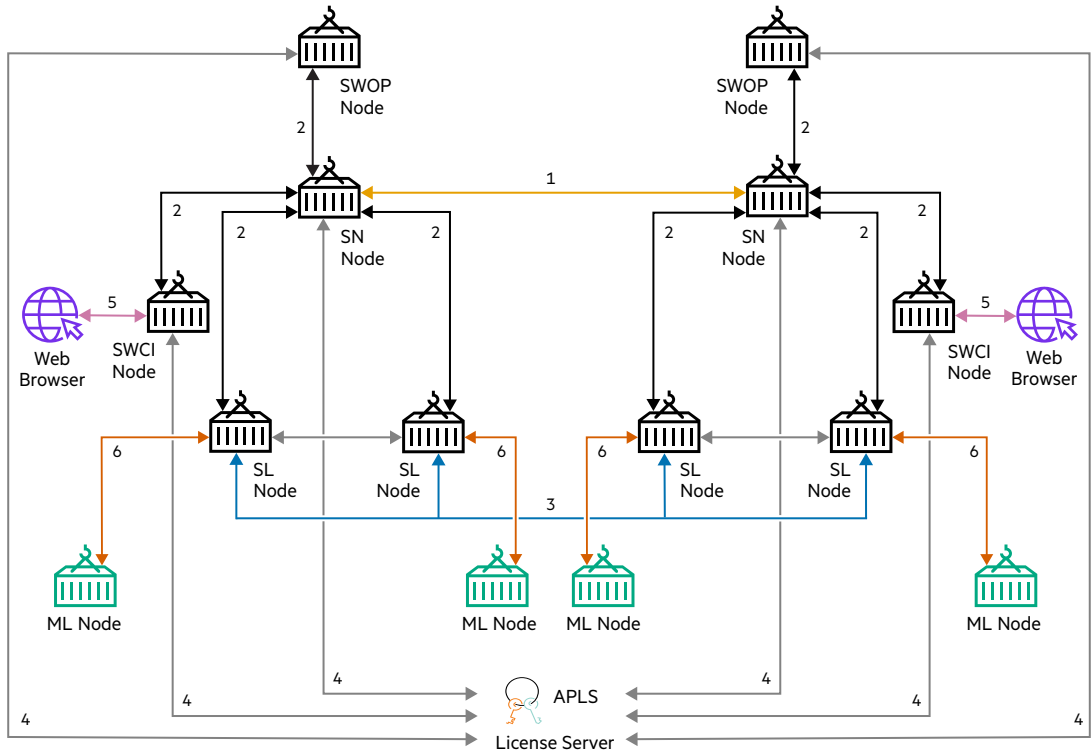 SWOP
Node
SWOP
Node
2
2
1
2
2
2
2
2
2
SN
Node
SN
Node
5
5
Web
Browser
SWCI
Node
SWCI
Node
Web
Browser
6
6
6
6
SL
Node
SL
Node
SL
Node
SL
Node
3
ML Node
ML Node
ML Node
ML Node
4
4
APLS
4
4
4
4
License Server